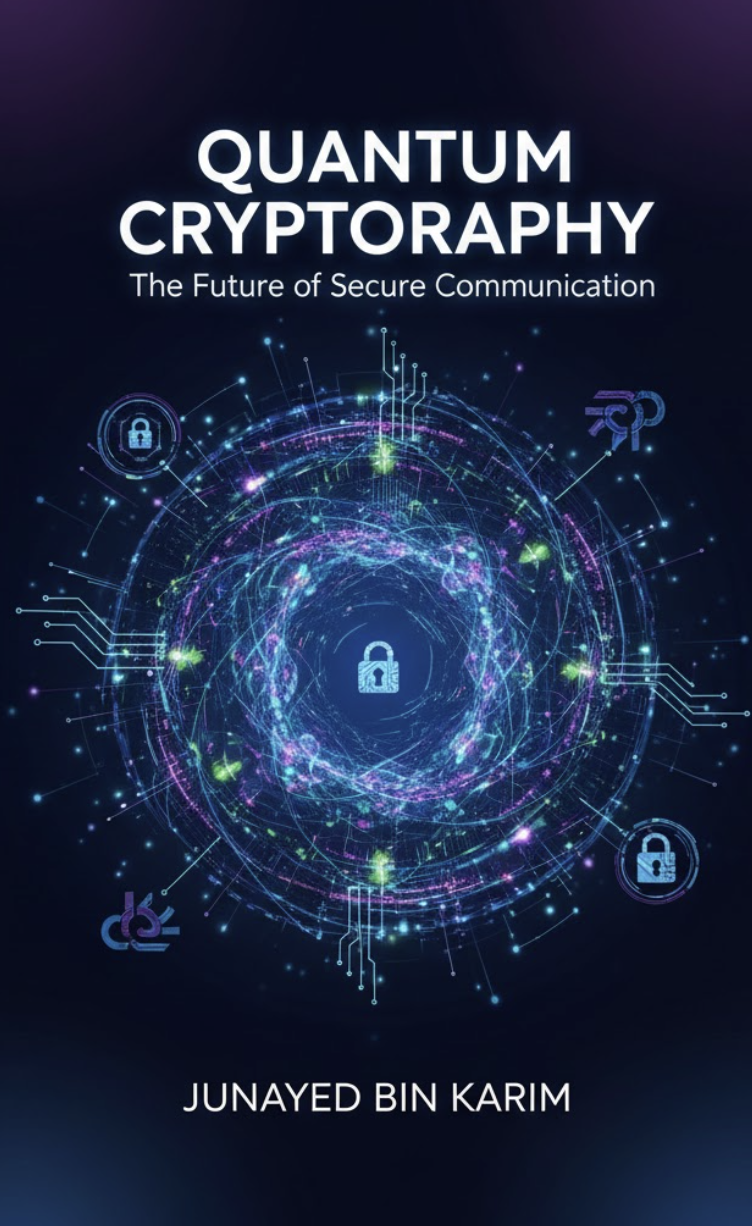 QUANTUM
CRYPTORAPHY
The Future of Secure Communication
JUNAYED BIN KARIM